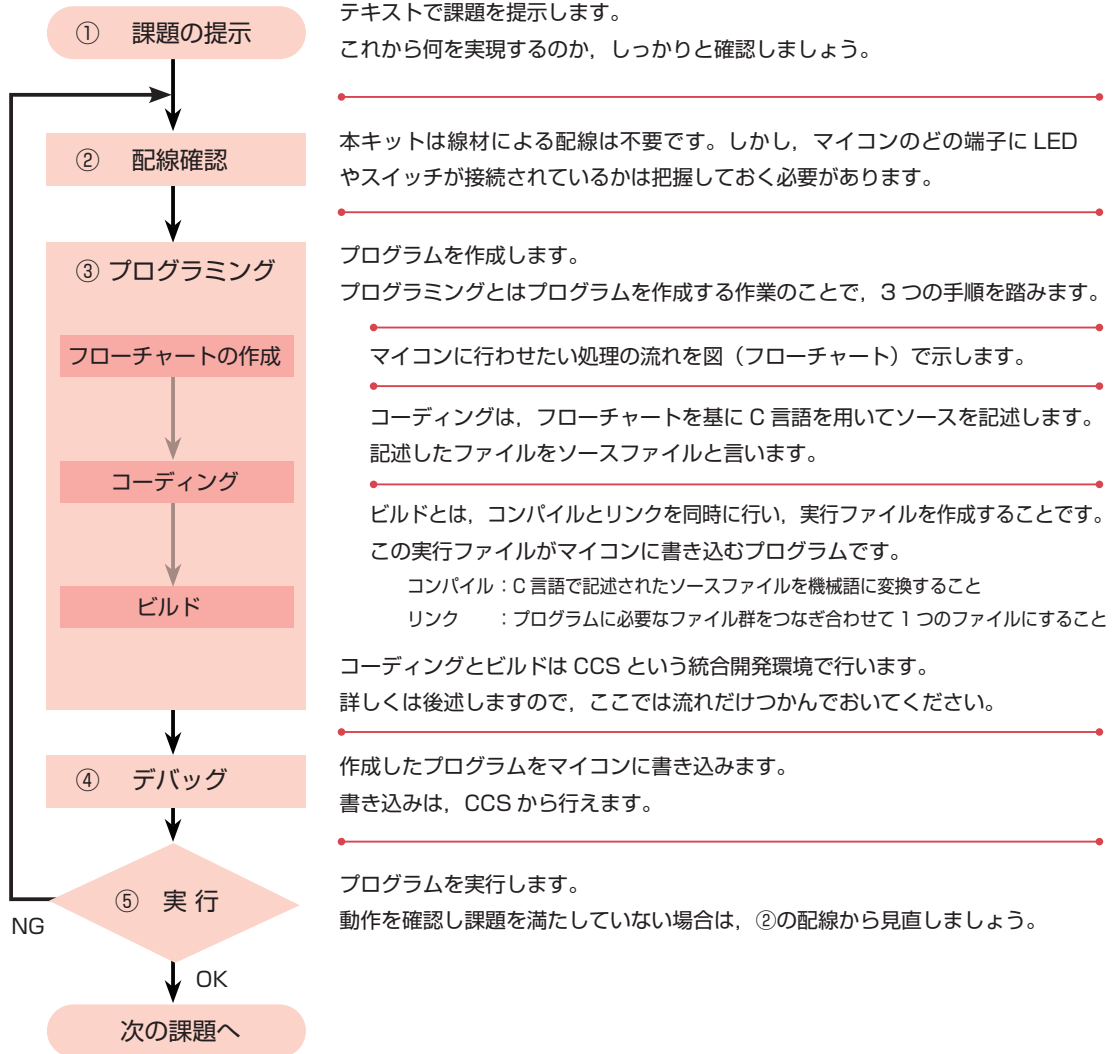 ① 課題の提示
テキストで課題を提示します。
これから何を実現するのか，しっかりと確認しましょう。
② 配線確認
本キットは線材による配線は不要です。しかし，マイコンのどの端子に LED
やスイッチが接続されているかは把握しておく必要があります。
③ プログラミング
プログラムを作成します。
プログラミングとはプログラムを作成する作業のことで，3 つの手順を踏みます。
フローチャートの作成
マイコンに行わせたい処理の流れを図（フローチャート）で示します。
コーディング
コーディングは，フローチャートを基に C 言語を用いてソースを記述します。
記述したファイルをソースファイルと言います。
ビルド
ビルドとは，コンパイルとリンクを同時に行い，実行ファイルを作成することです。
この実行ファイルがマイコンに書き込むプログラムです。
コンパイル：C 言語で記述されたソースファイルを機械語に変換すること
リンク　　：プログラムに必要なファイル群をつなぎ合わせて 1 つのファイルにすること
コーディングとビルドは CCS という統合開発環境で行います。
詳しくは後述しますので，ここでは流れだけつかんでおいてください。
④ デバッグ
作成したプログラムをマイコンに書き込みます。
書き込みは，CCS から行えます。
⑤ 実 行
プログラムを実行します。
動作を確認し課題を満たしていない場合は，②の配線から見直しましょう。
NG
OK
次の課題へ